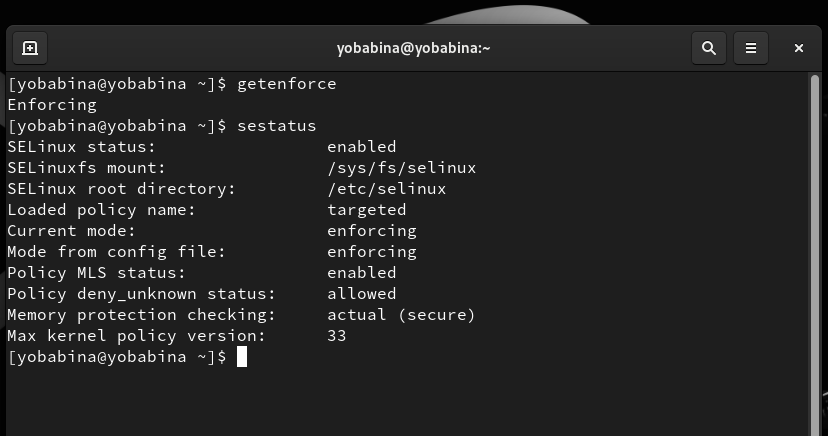 yobabina@yobabina:~
[yobabina@yobabina ~]$ getenforce
Enforcing
[yobabina@yobabina ~]$ sestatus
SELinux status:                 enabled
SELinuxfs mount:                /sys/fs/selinux
SELinux root directory:         /etc/selinux
Loaded policy name:             targeted
Current mode:                   enforcing
Mode from config file:          enforcing
Policy MLS status:              enabled
Policy deny_unknown status:     allowed
Memory protection checking:     actual (secure)
Max kernel policy version:      33
[yobabina@yobabina ~]$